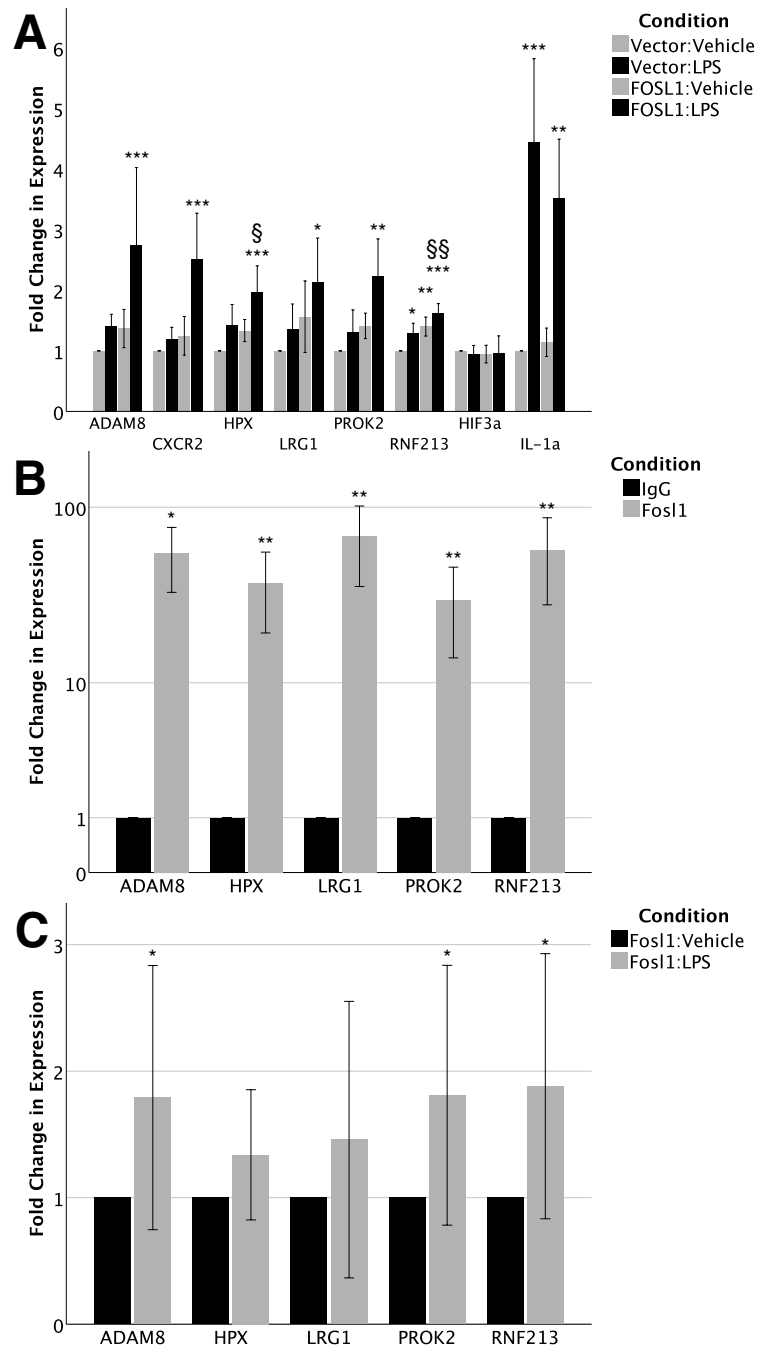 A
Condition
Vector:Vehicle
Vector:LPS
FOSL1:Vehicle
FOSL1:LPS
Fold Change in Expression
6
5
4
3
2
1
0
***
***
§
***
*
**
*
**
§§
***
***
**
ADAM8
CXCR2
HPX
LRG1
PROK2
RNF213
HIF3a
IL-1a
B
Condition
IgG
Fosl1
Fold Change in Expression
100
10
1
0
*
**
**
**
**
ADAM8
HPX
LRG1
PROK2
RNF213
C
Condition
Fosl1:Vehicle
Fosl1:LPS
Fold Change in Expression
3
2
1
0
*
*
*
ADAM8
HPX
LRG1
PROK2
RNF213